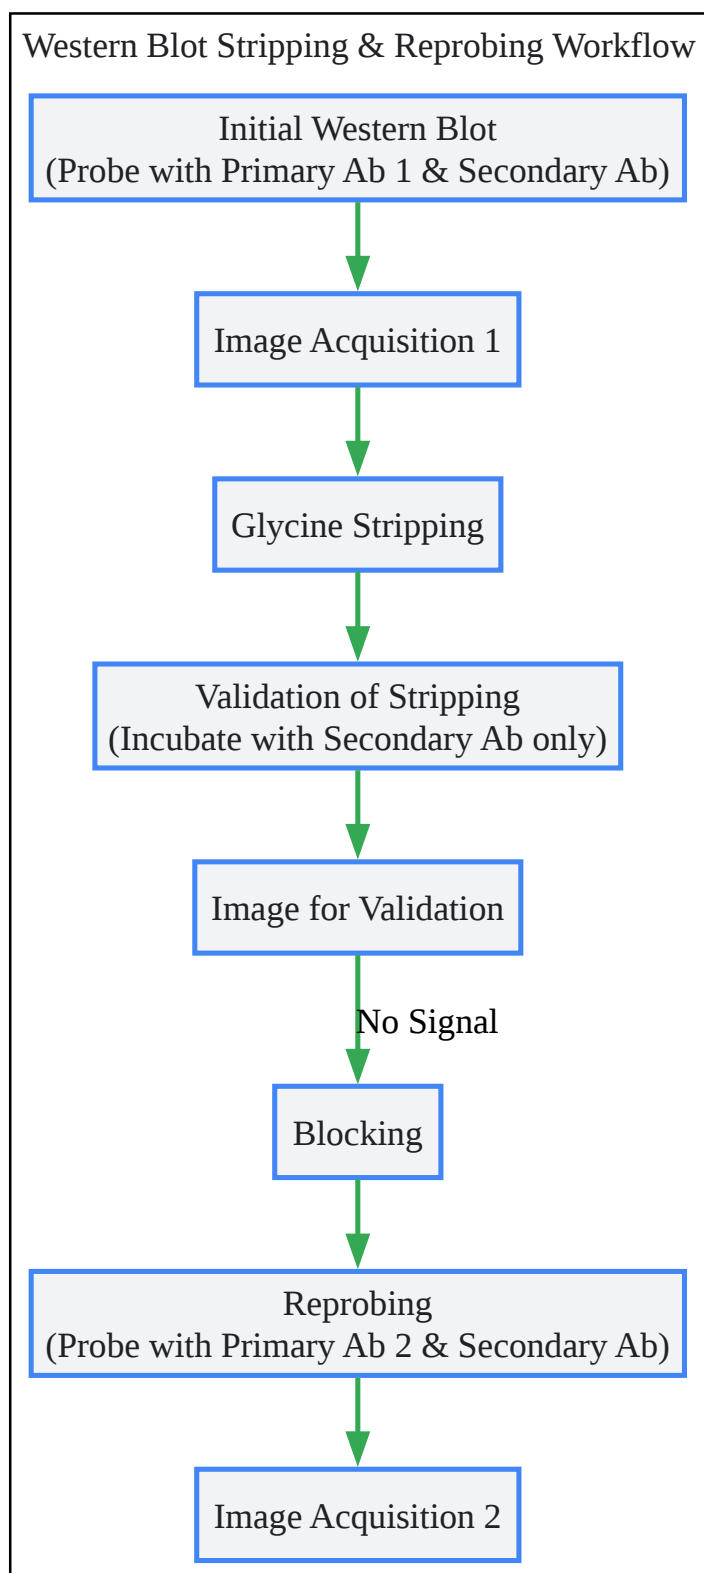 Western Blot Stripping & Reprobing Workflow
Initial Western Blot
(Probe with Primary Ab 1 & Secondary Ab)
Image Acquisition 1
Glycine Stripping
Validation of Stripping
(Incubate with Secondary Ab only)
Image for Validation
No Signal
Blocking
Reprobing
(Probe with Primary Ab 2 & Secondary Ab)
Image Acquisition 2